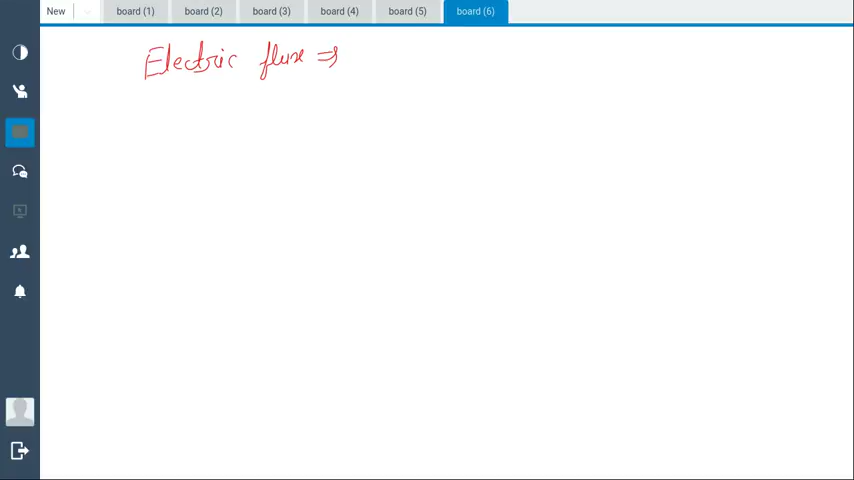 New board (1) board (2) board (3) board (4) board (5) board (6)
Electric flux ⇒